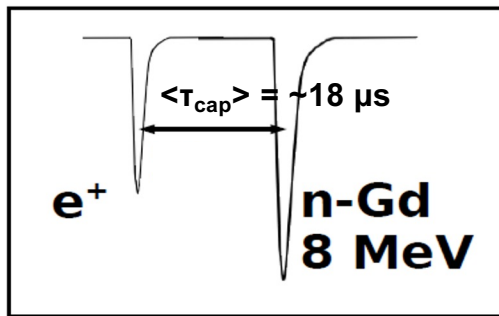 <τcap> = ~18 μs
e+ n-Gd
8 MeV